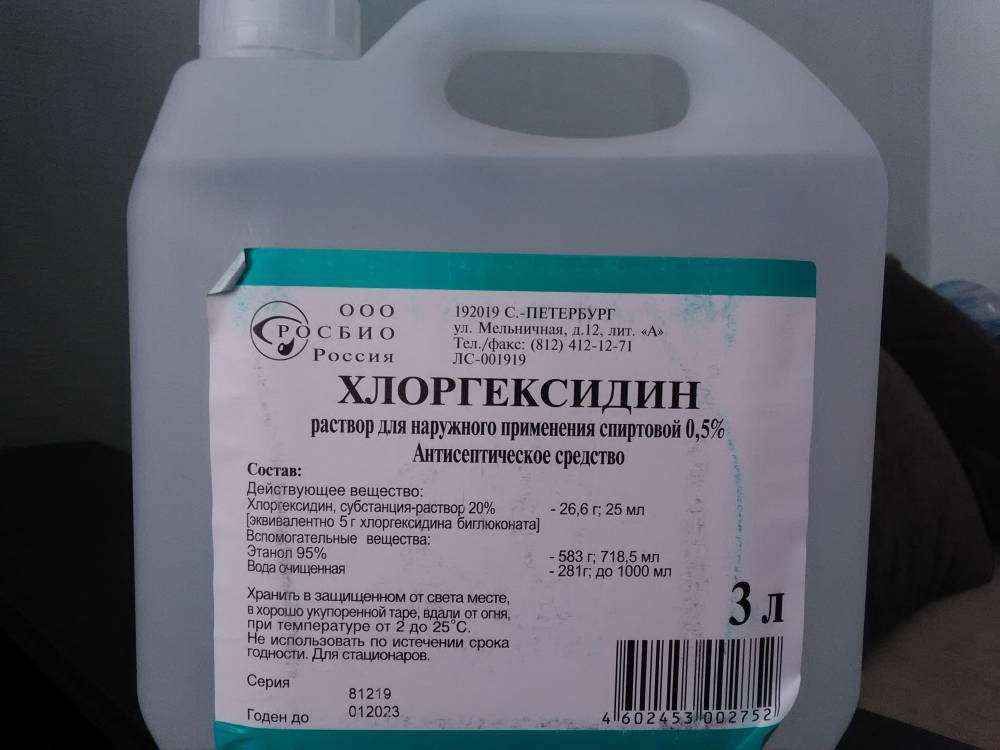 ООО
РОСБИО
Россия
192019 С.-ПЕТЕРБУРГ
ул. Мельничная, д.12, лит. «А»
Тел./факс: (812) 412-12-71
ЛС-001919
ХЛОРГЕКСИДИН
раствор для наружного применения спиртовой 0,5%
Антисептическое средство
Состав:
Действующее вещество:
Хлоргексидин, субстанция-раствор 20% - 26,6 г; 25 мл
[эквивалентно 5 г хлоргексидина биглюконата]
Вспомогательные вещества:
Этанол 95% - 583 г; 718,5 мл
Вода очищенная - 281г; до 1000 мл
Хранить в защищенном от света месте,
в хорошо укупоренной таре, вдали от огня,
при температуре от 2 до 25°С.
Не использовать по истечении срока
годности. Для стационаров.
3 л
Серия 81219
Годен до 012023
4 602453 002752